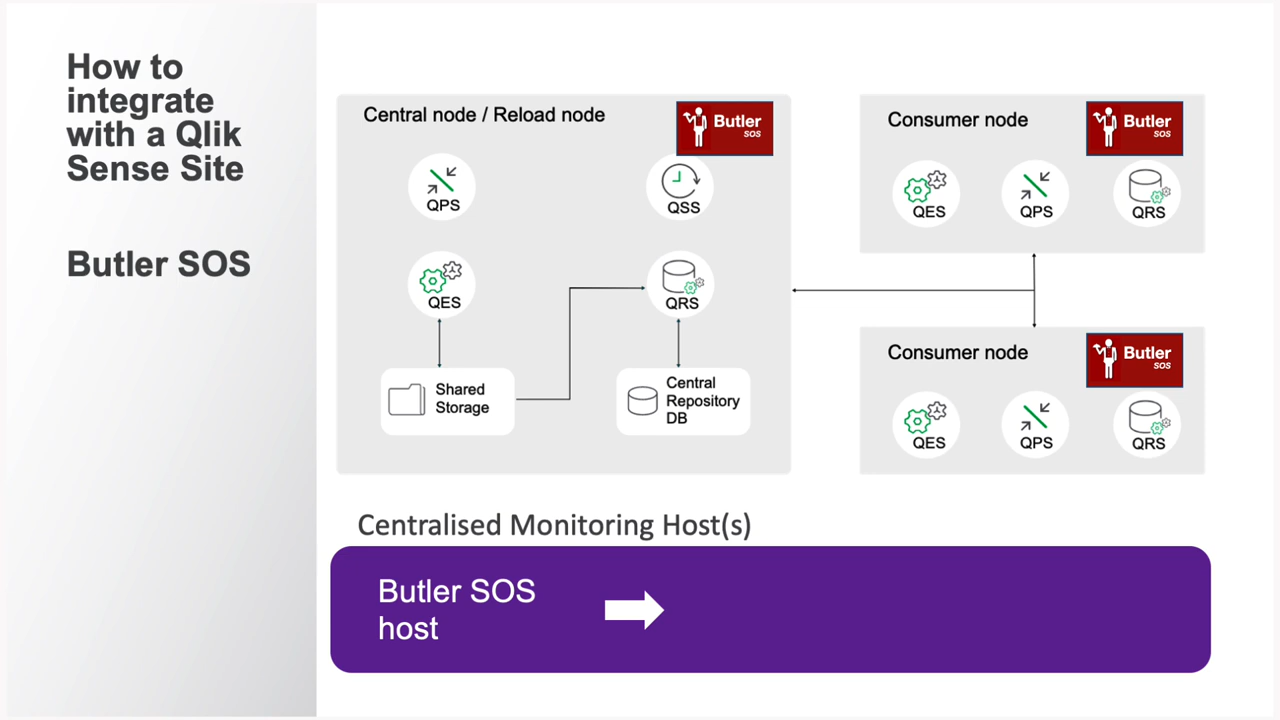 How to
integrate
with a Qlik
Sense Site
Butler SOS
Central node / Reload node
Butler
SOS
QPS
QSS
QES
QRS
Shared
Storage
Central
Repository
DB
Consumer node
Butler
SOS
QES
QPS
QRS
Consumer node
Butler
SOS
QES
QPS
QRS
Centralised Monitoring Host(s)
Butler SOS
host